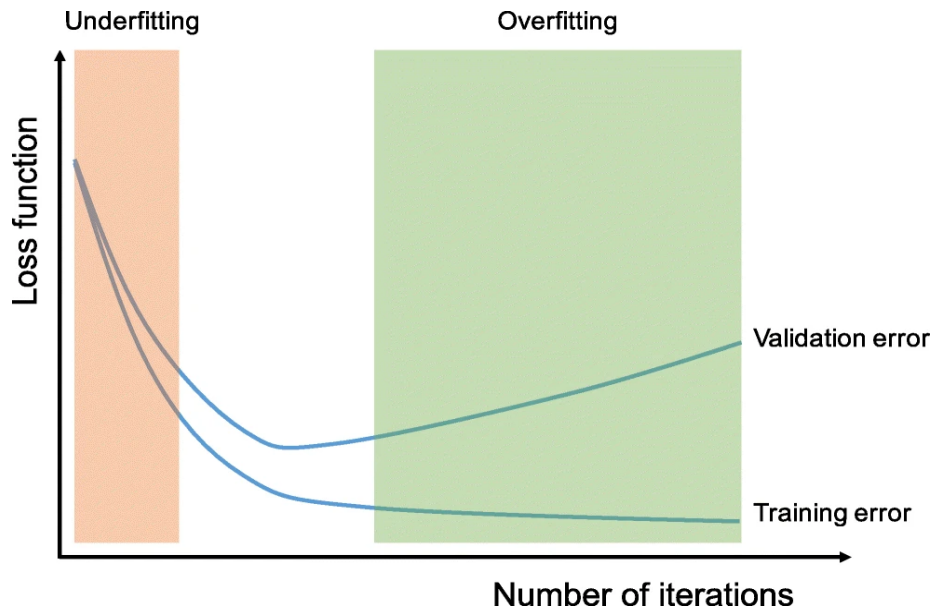 Underfitting
Overfitting
Loss function
Validation error
Training error
Number of iterations